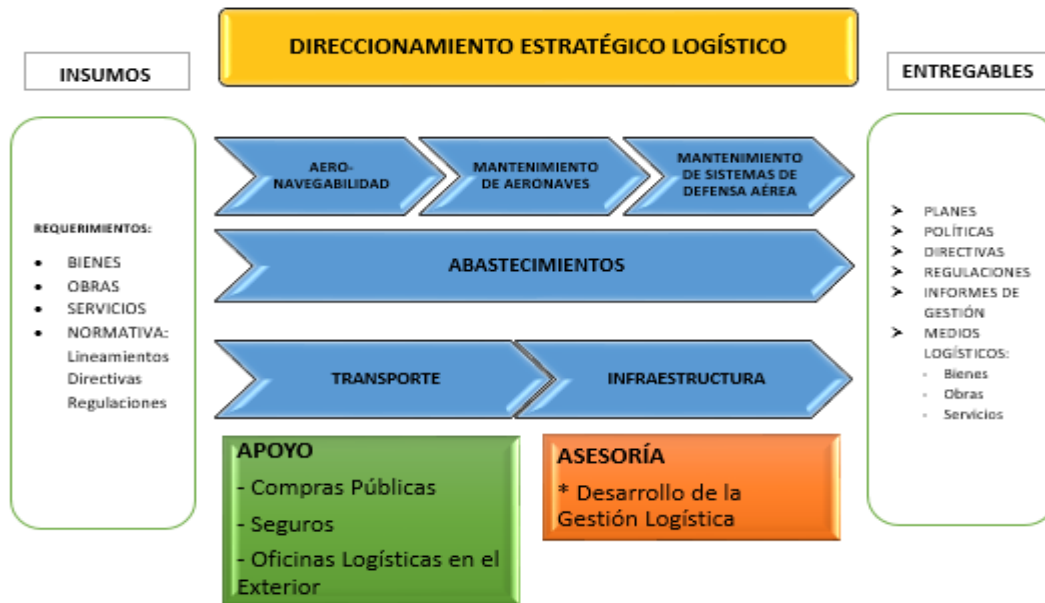 DIRECCIONAMIENTO ESTRATÉGICO LOGÍSTICO
INSUMOS
REQUERIMIENTOS:
• BIENES
• OBRAS
• SERVICIOS
• NORMATIVA:
Lineamientos
Directivas
Regulaciones
AERO-
NAVEGABILIDAD
MANTENIMIENTO
DE AERONAVES
MANTENIMIENTO
DE SISTEMAS DE
DEFENSA AÉREA
ABASTECIMIENTOS
TRANSPORTE
INFRAESTRUCTURA
APOYO
- Compras Públicas
- Seguros
- Oficinas Logísticas en el
Exterior
ASESORÍA
* Desarrollo de la
Gestión Logística
ENTREGABLES
➤ PLANES
➤ POLÍTICAS
➤ DIRECTIVAS
➤ REGULACIONES
➤ INFORMES DE
GESTIÓN
➤ MEDIOS
LOGÍSTICOS:
- Bienes
- Obras
- Servicios